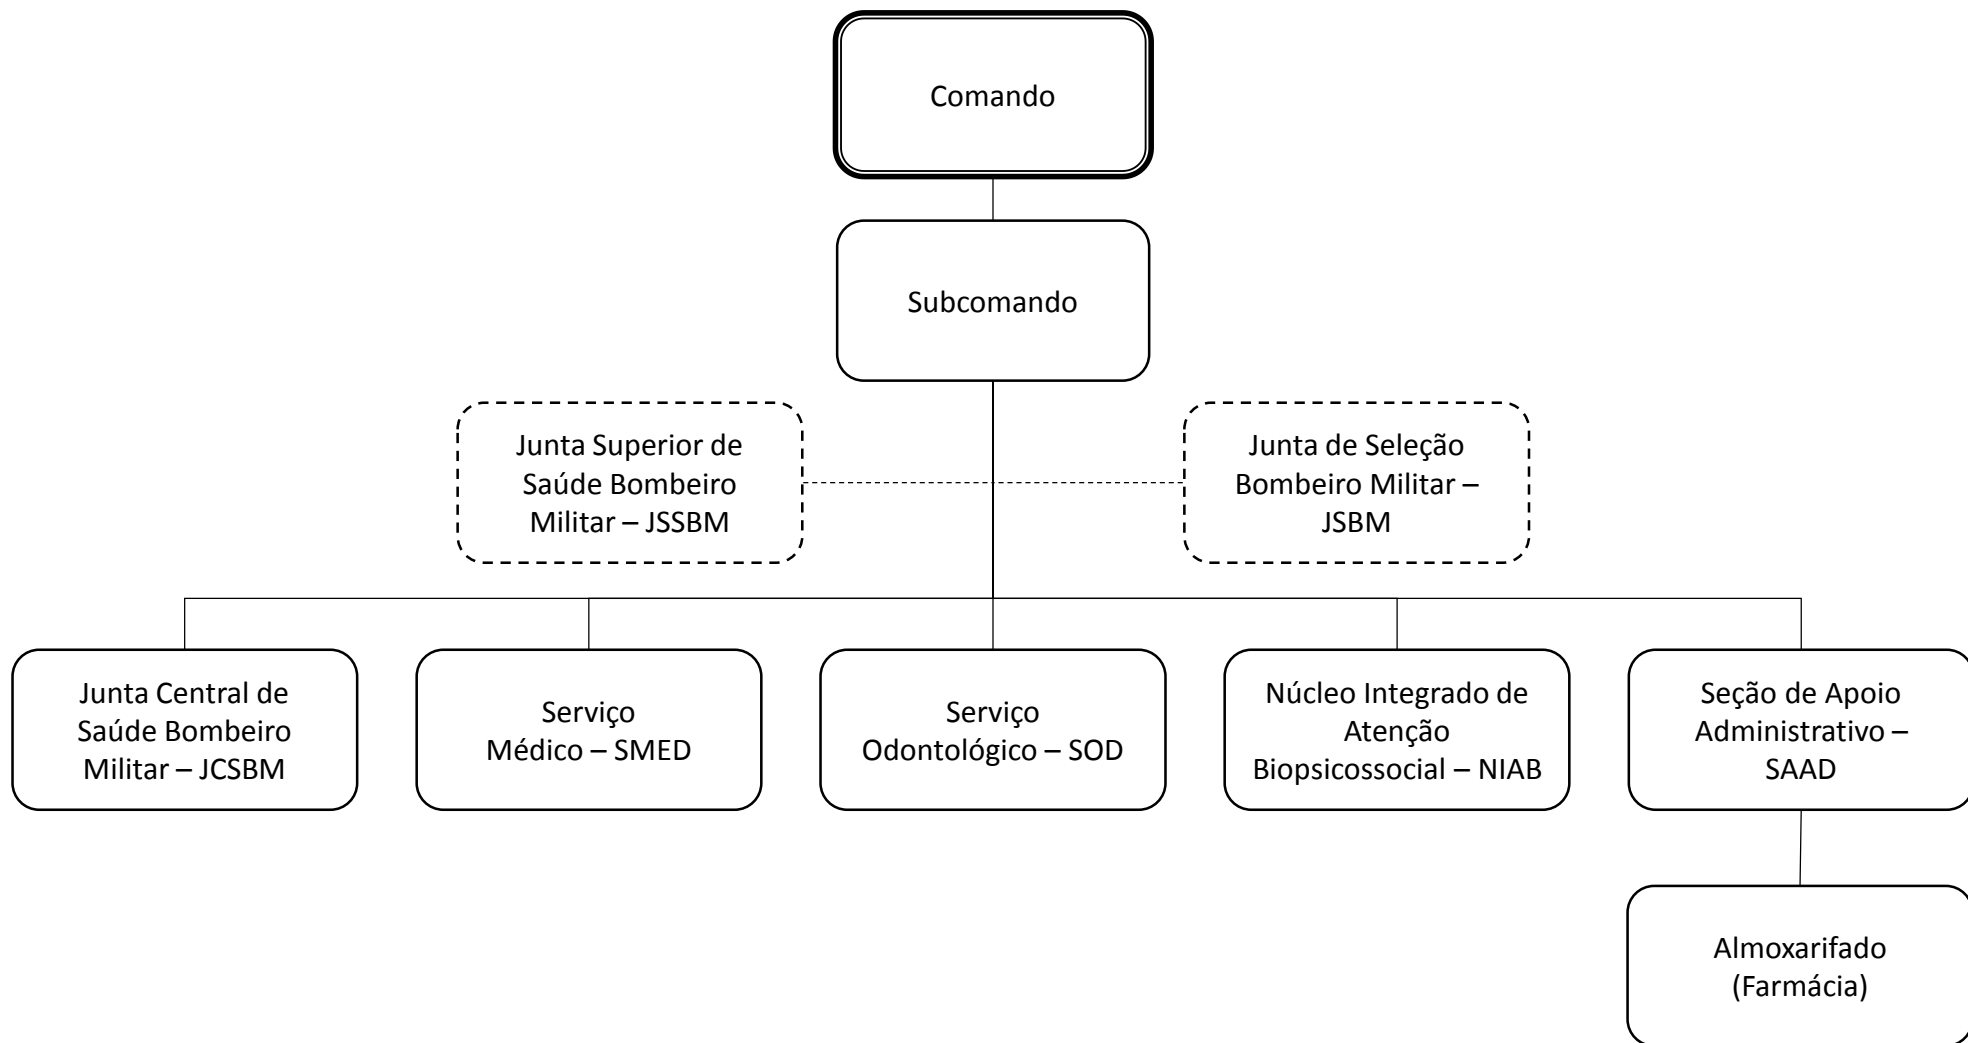 Comando
Subcomando
Junta Superior de
Saúde Bombeiro
Militar – JSSBM
Junta de Seleção
Bombeiro Militar –
JSBM
Junta Central de
Saúde Bombeiro
Militar – JCSBM
Serviço
Médico – SMED
Serviço
Odontológico – SOD
Núcleo Integrado de
Atenção
Biopsicossocial – NIAB
Seção de Apoio
Administrativo –
SAAD
Almoxarifado
(Farmácia)